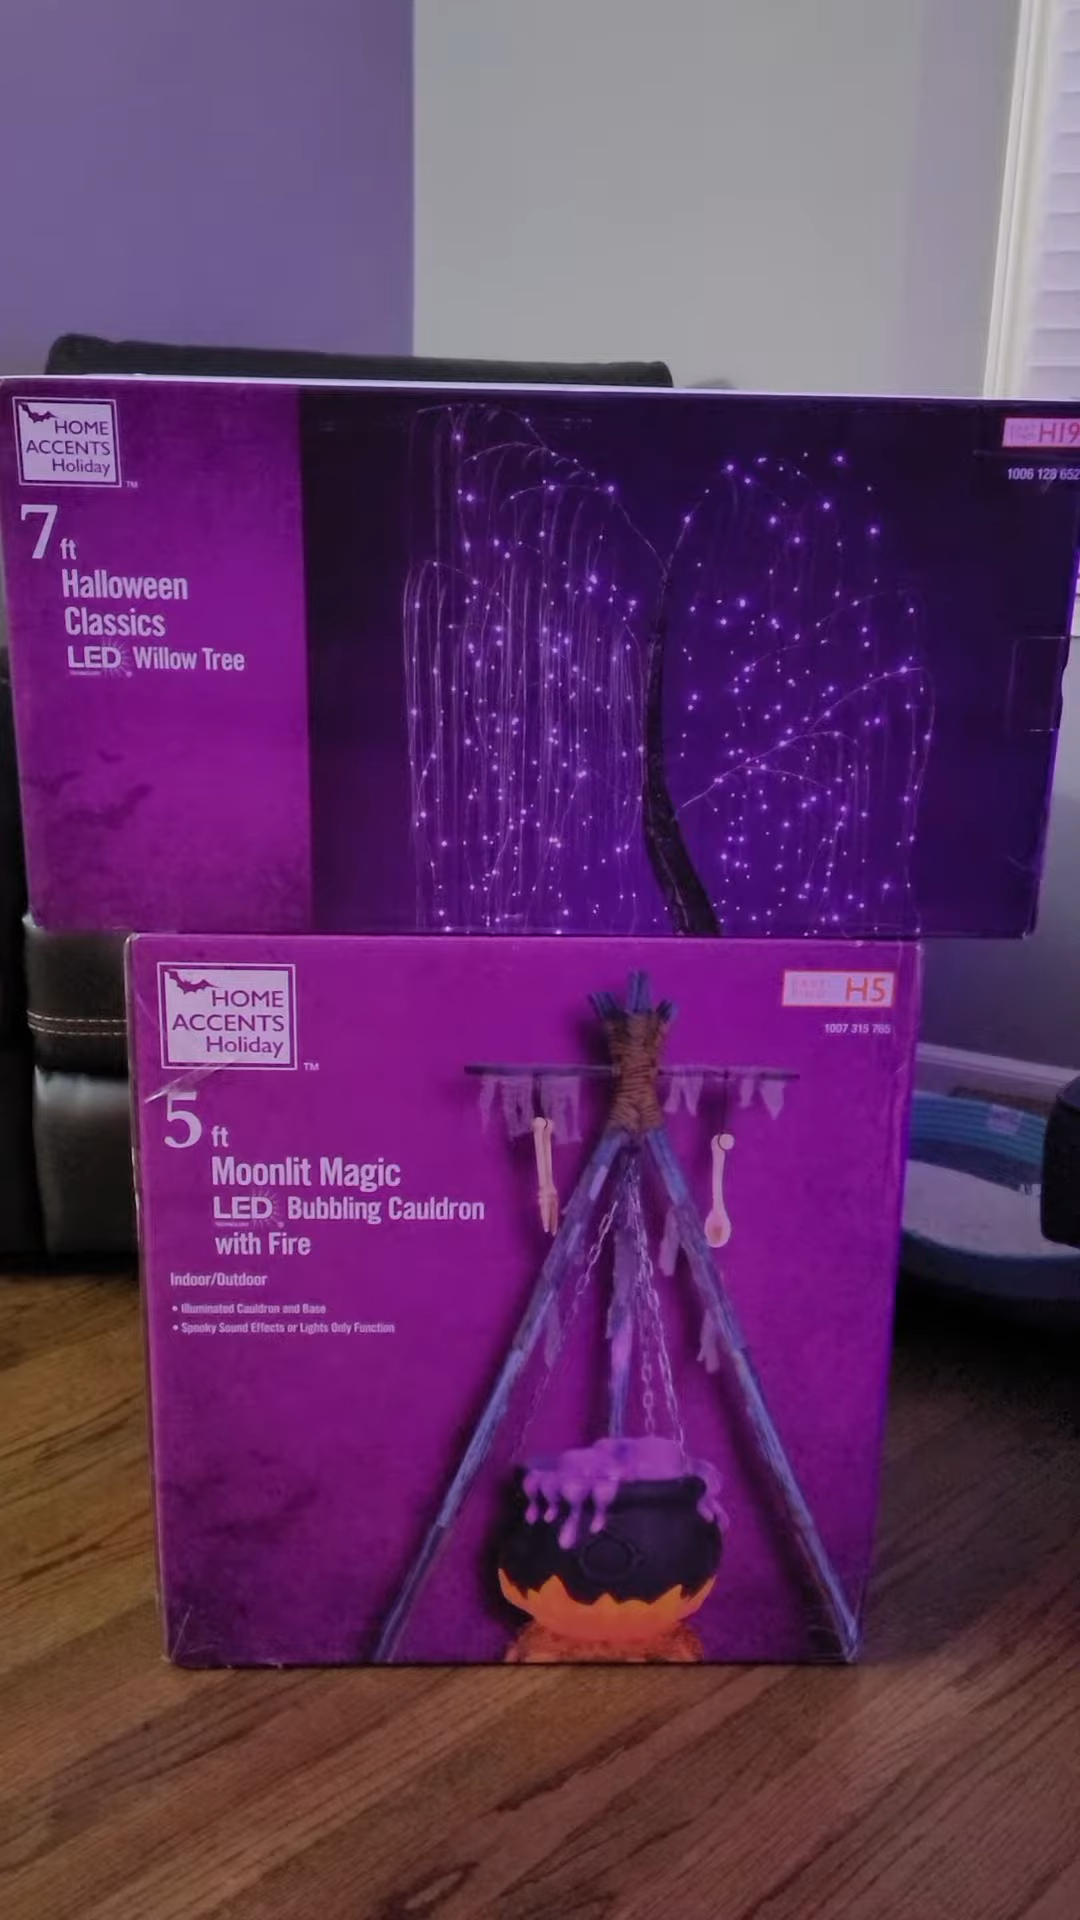 HOME
ACCENTS
Holiday
TM
H19
1006 128 652
7 ft
Halloween
Classics
LED Willow Tree
HOME
ACCENTS
Holiday
TM
H5
1007 315 765
5 ft
Moonlit Magic
LED Bubbling Cauldron
with Fire
Indoor/Outdoor
• Illuminated Cauldron and Base
• Spooky Sound Effects or Lights Only Function